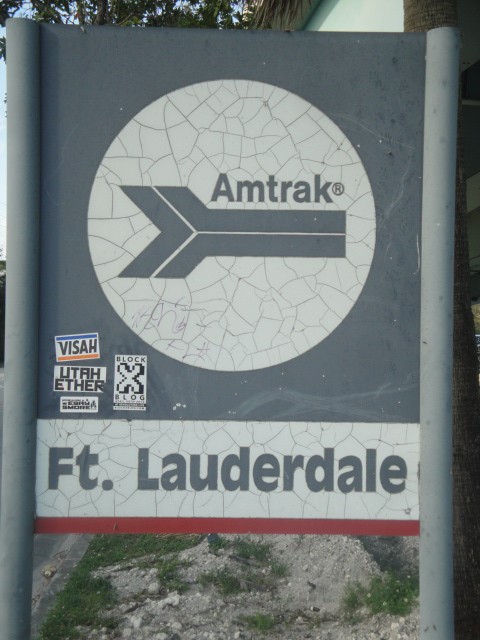 Amtrak®
VISAH
UTAH
ETHER
BLOCK
X
BLOG
Ft. Lauderdale